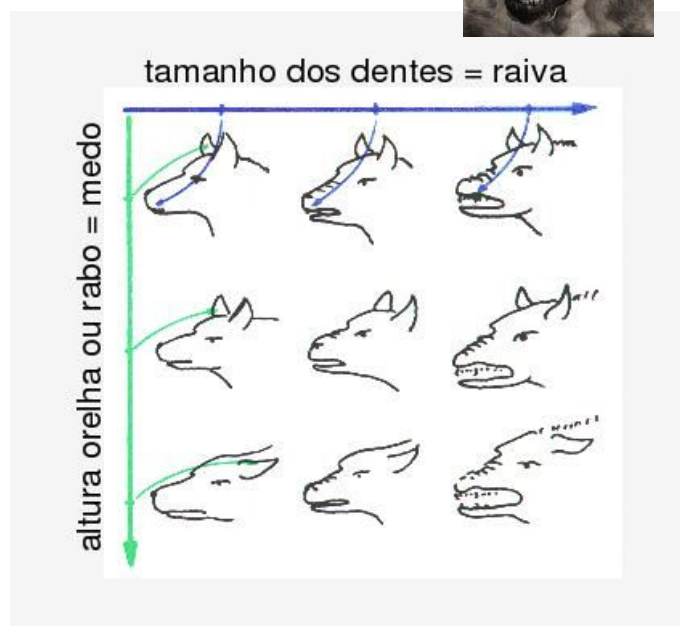 tamanho dos dentes = raiva
altura orelha ou rabo = medo